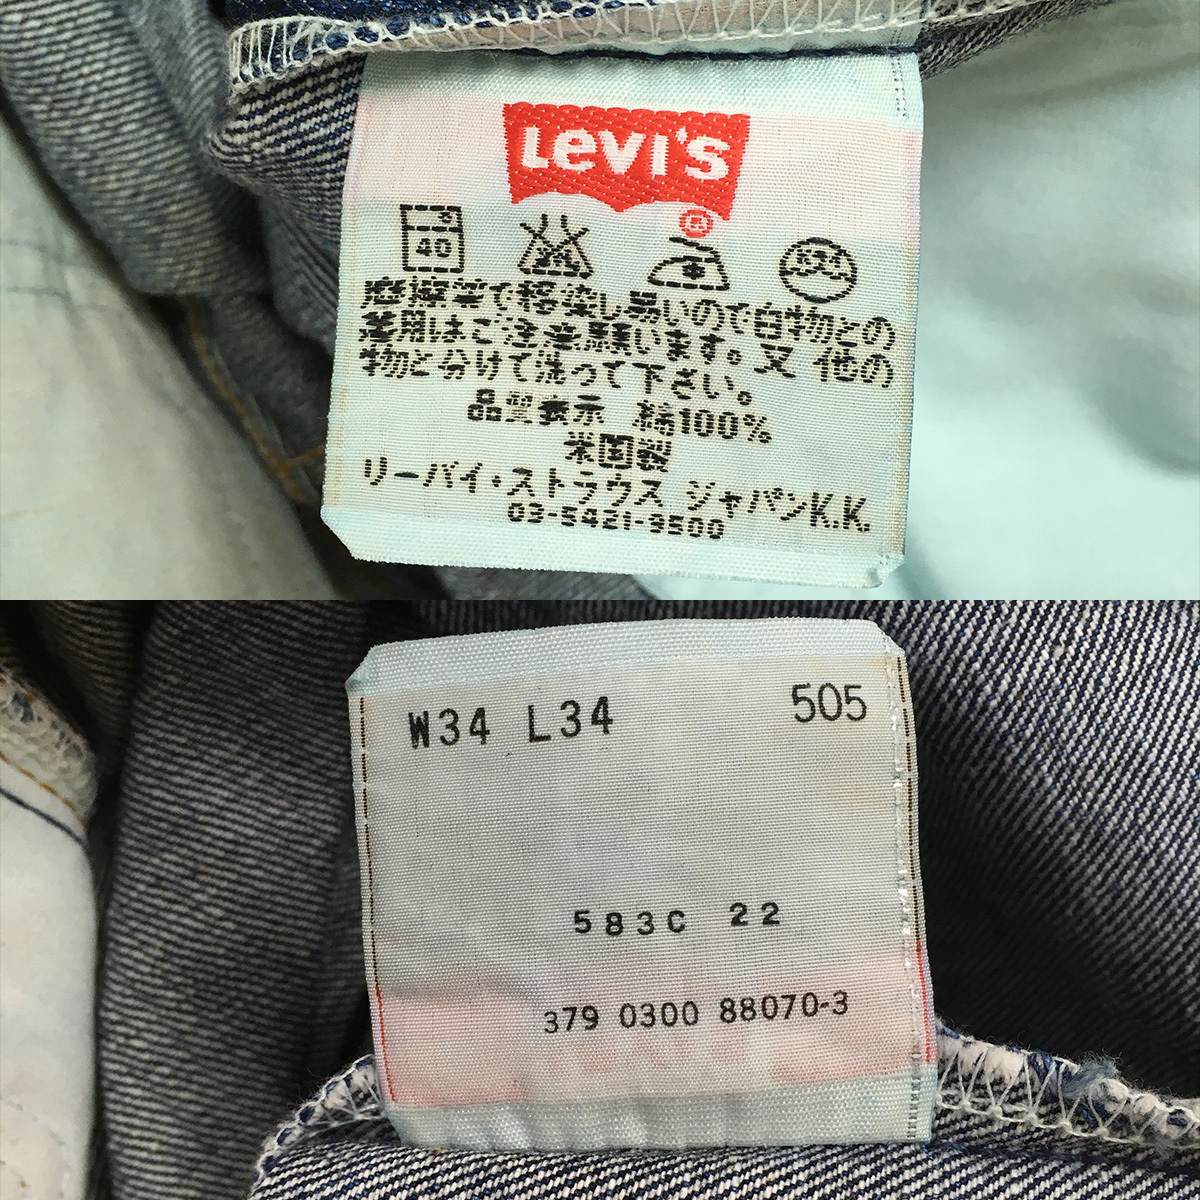 Levi's
®
40
摩擦等で移染し易いので白物との
着用はご注意願います。又 他の
物と分けて洗って下さい。
品質表示 綿100%
米国製
リーバイ・ストラウス ジャパンK.K.
03-5421-9500
W34 L34 505
583C 22
379 0300 88070-3